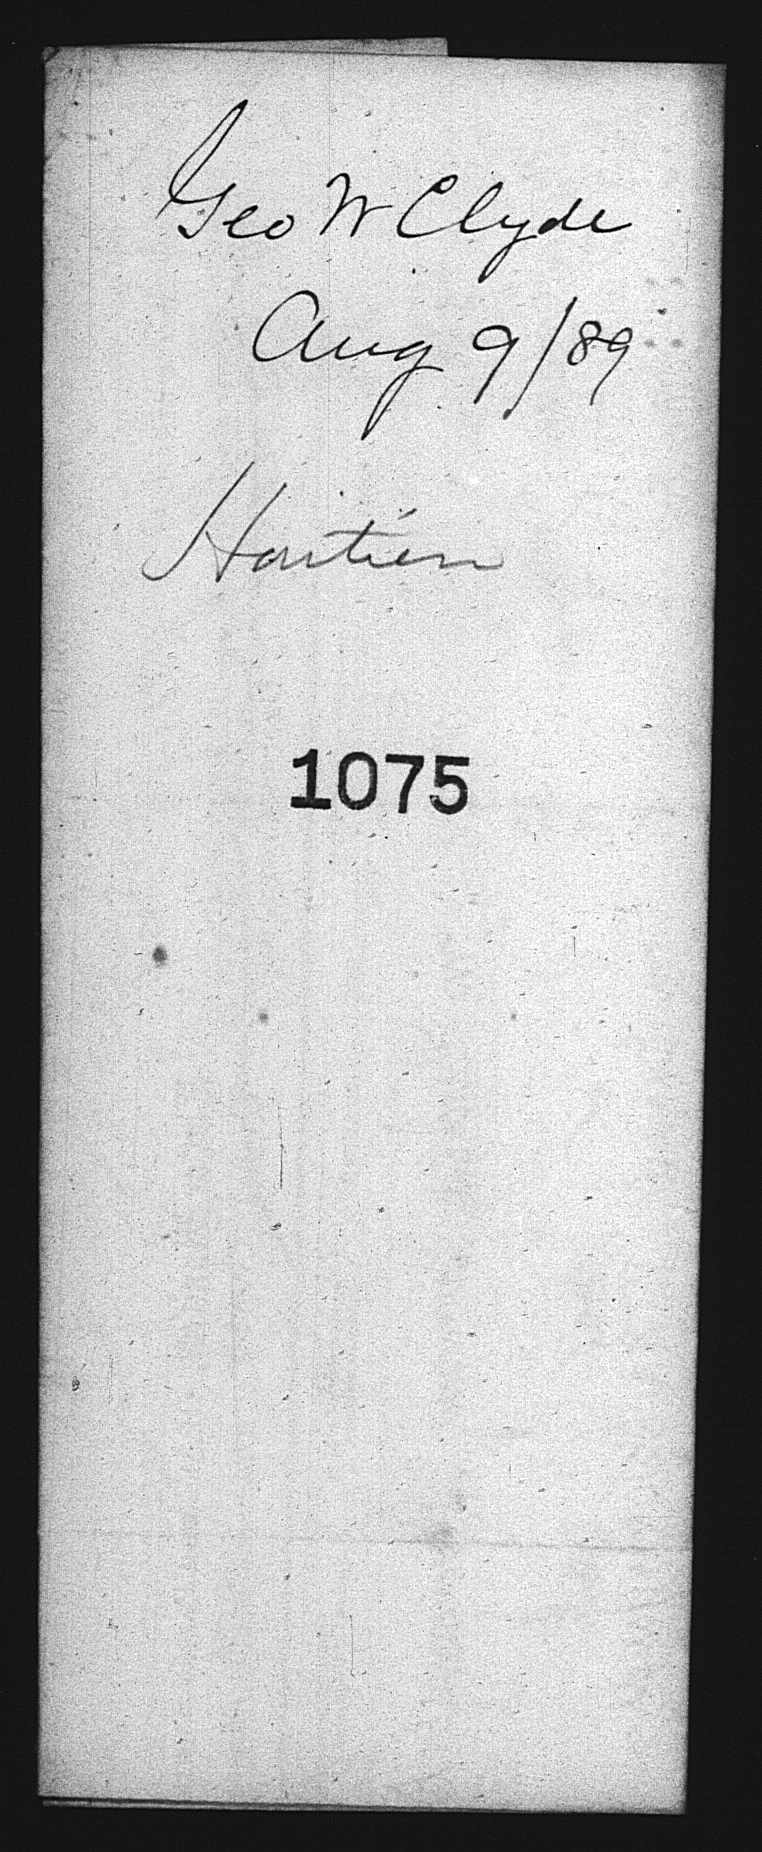 Geo W Clyde
Aug 9/89
Haitien
1075